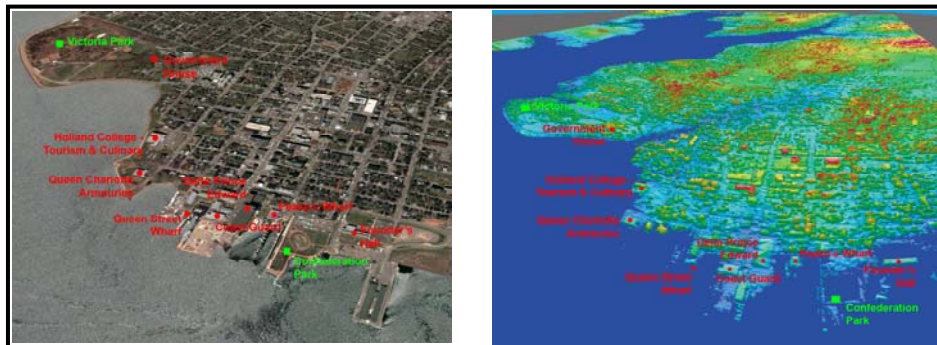 Victoria Park
Government
House
Holland College -
Tourism & Culinary
Queen Charlotte
Armouries
Delta Prince
Edward
Queen Street
Wharf
Coast Guard
Peake's Wharf
Founder's
Hall
Confederation
Park
Victoria Park
Government
House
Holland College -
Tourism & Culinary
Queen Charlotte
Armouries
Delta Prince
Edward
Queen Street
Wharf
Coast Guard
Peake's Wharf
Founder's
Hall
Confederation
Park